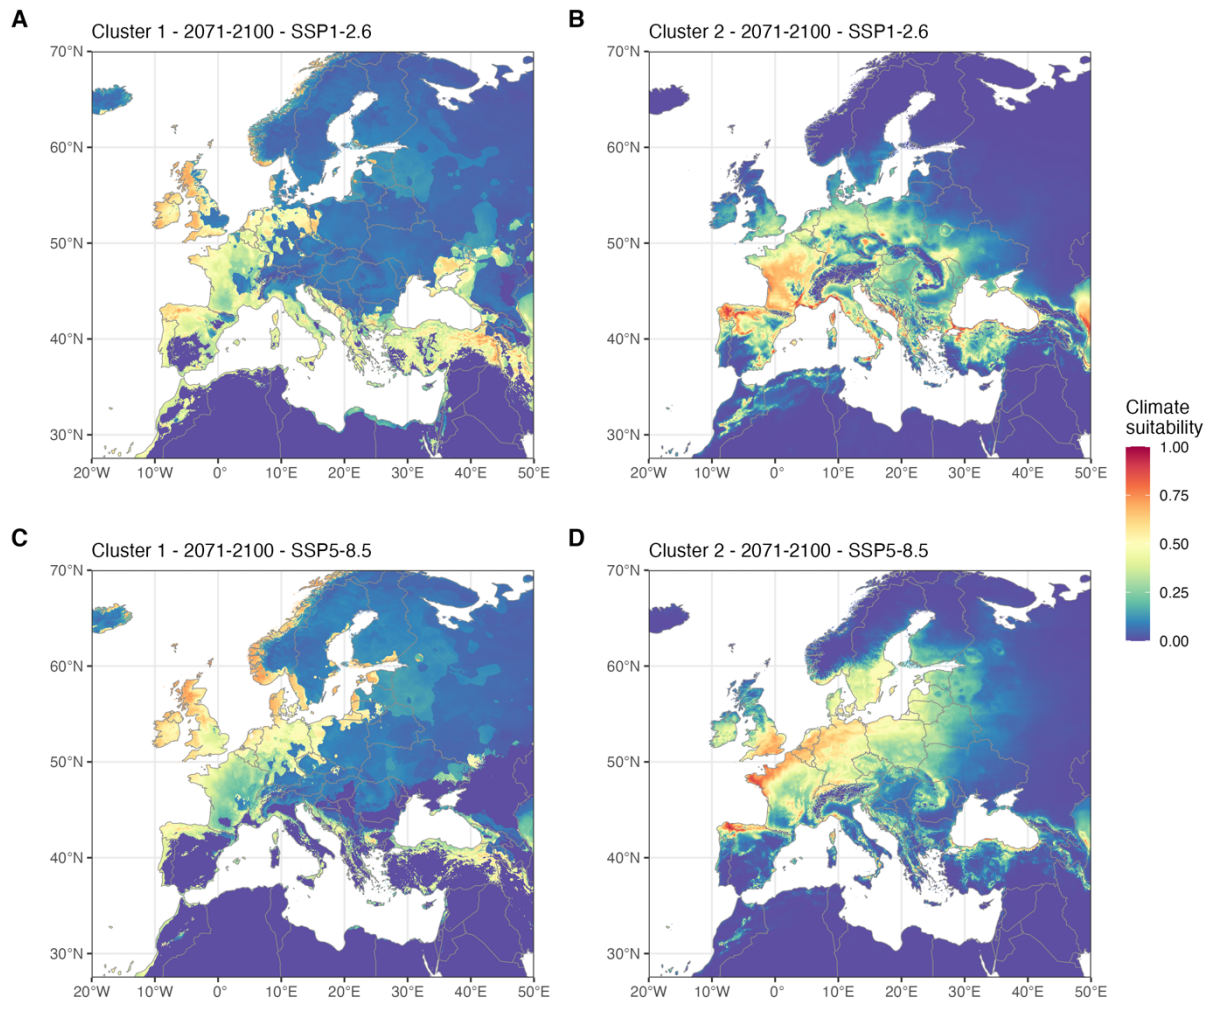 A
Cluster 1 - 2071-2100 - SSP1-2.6
70°N
60°N
50°N
40°N
30°N
20°W 10°W 0° 10°E 20°E 30°E 40°E 50°E
B
Cluster 2 - 2071-2100 - SSP1-2.6
70°N
60°N
50°N
40°N
30°N
20°W 10°W 0° 10°E 20°E 30°E 40°E 50°E
Climate
suitability
1.00
0.75
0.50
0.25
0.00
C
Cluster 1 - 2071-2100 - SSP5-8.5
70°N
60°N
50°N
40°N
30°N
20°W 10°W 0° 10°E 20°E 30°E 40°E 50°E
D
Cluster 2 - 2071-2100 - SSP5-8.5
70°N
60°N
50°N
40°N
30°N
20°W 10°W 0° 10°E 20°E 30°E 40°E 50°E